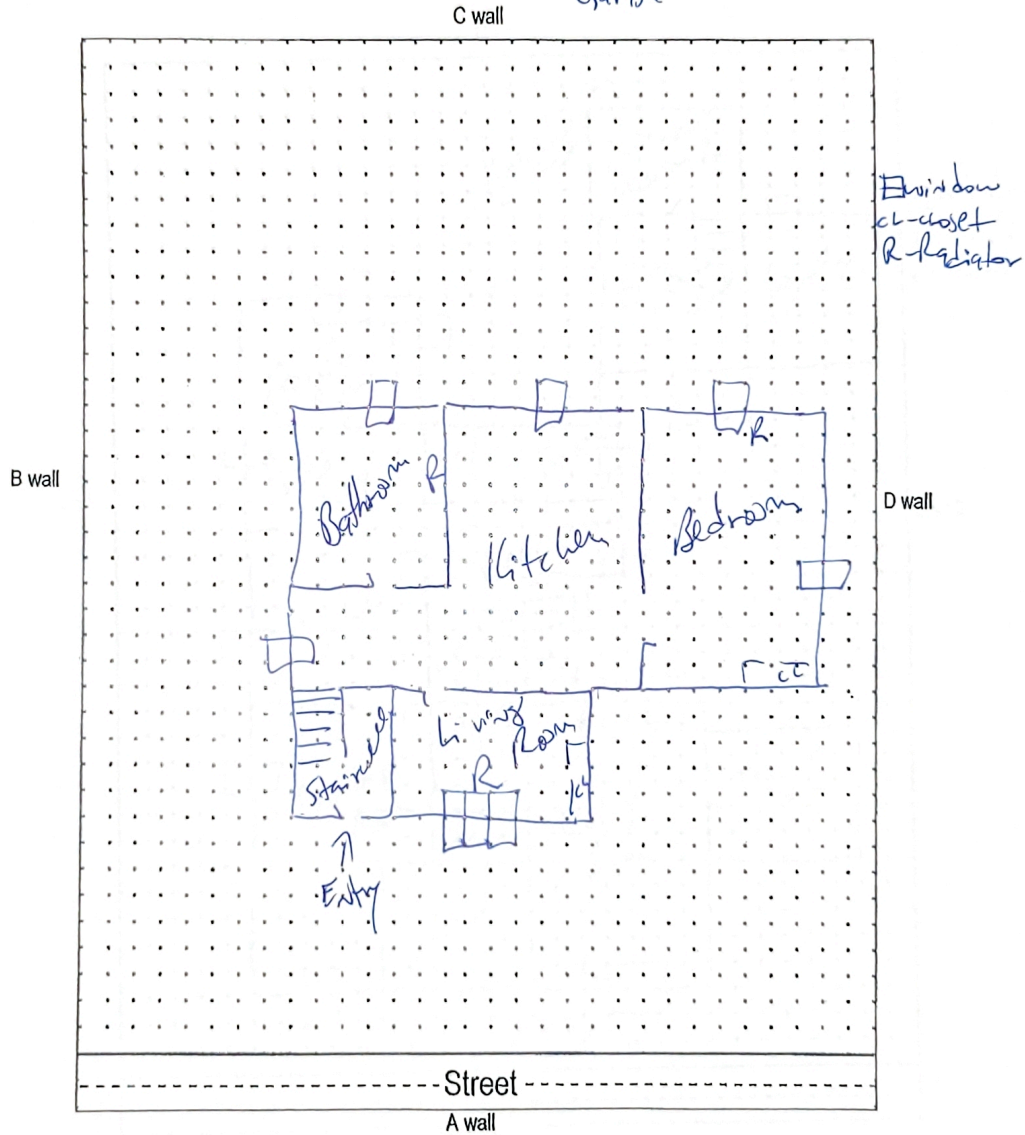 C wall
window
CL-closet
R-Radiator
R
B wall
Bathroom
R
D wall
Bedroom
Kitchen
CL
Living
Room
Stairwell
R
CL
Entry
Street
A wall